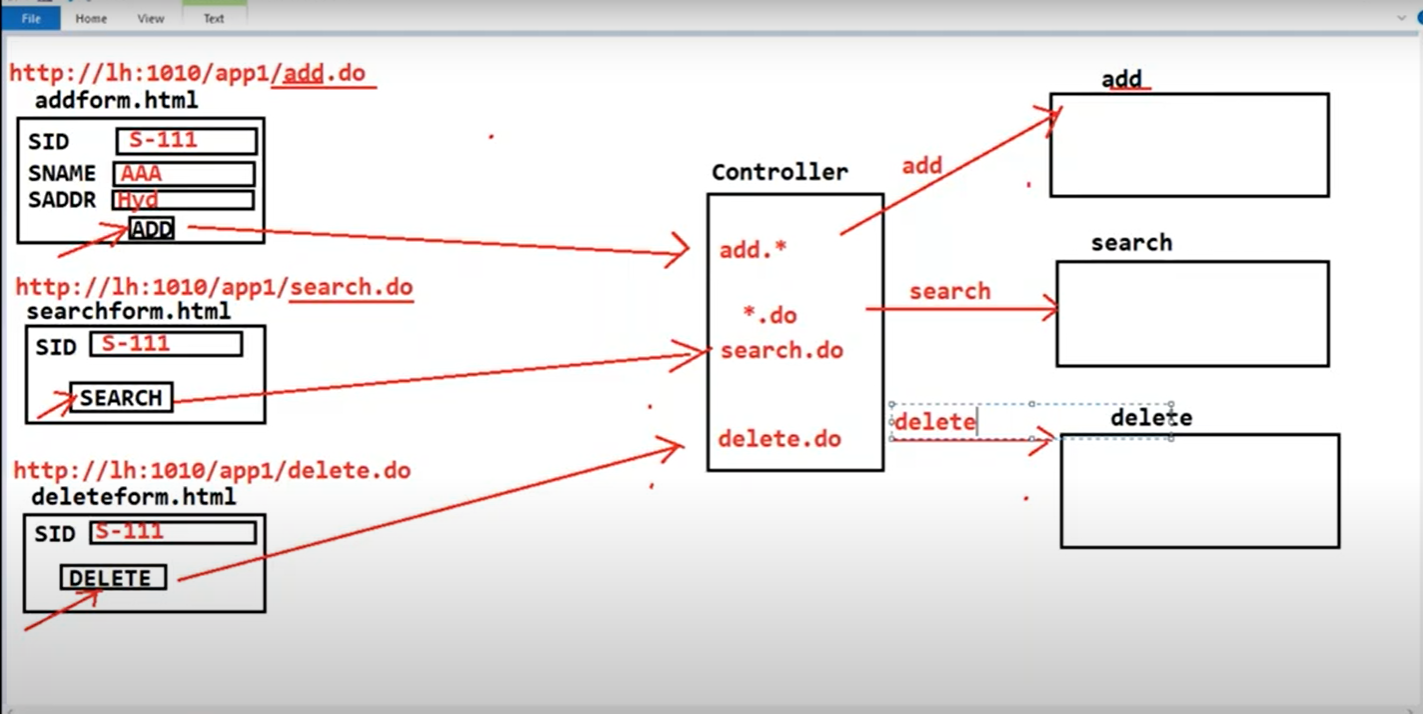 File Home View Text
http://lh:1010/app1/add.do
addform.html
SID S-111
SNAME AAA
SADDR Hyd
ADD
http://lh:1010/app1/search.do
searchform.html
SID S-111
SEARCH
http://lh:1010/app1/delete.do
deleteform.html
SID S-111
DELETE
Controller
add.*
*.do
search.do
delete.do
add
search
delete
add
search
delete